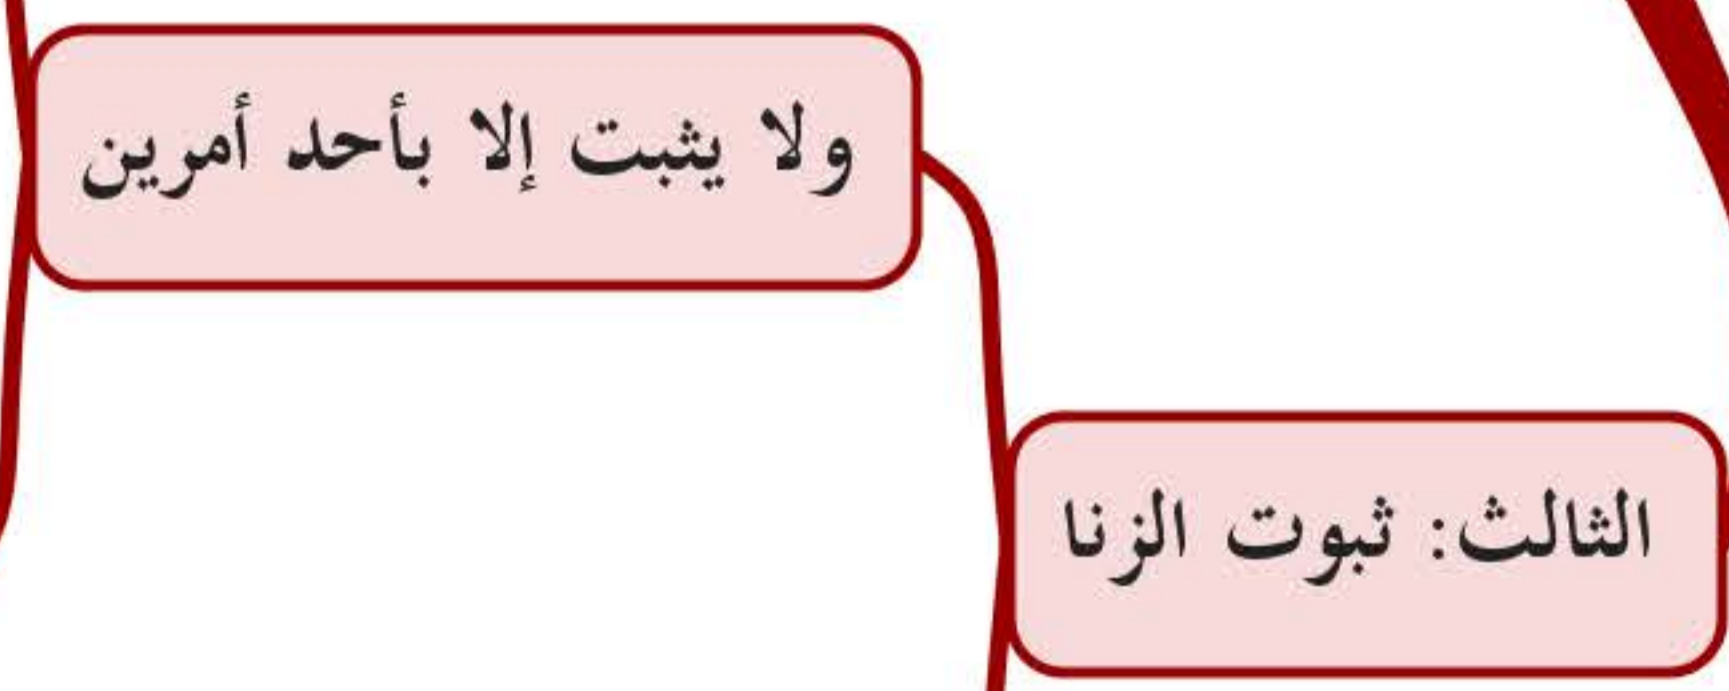 ولا يثبت إلا بأحد أمرين
الثالث: ثبوت الزنا